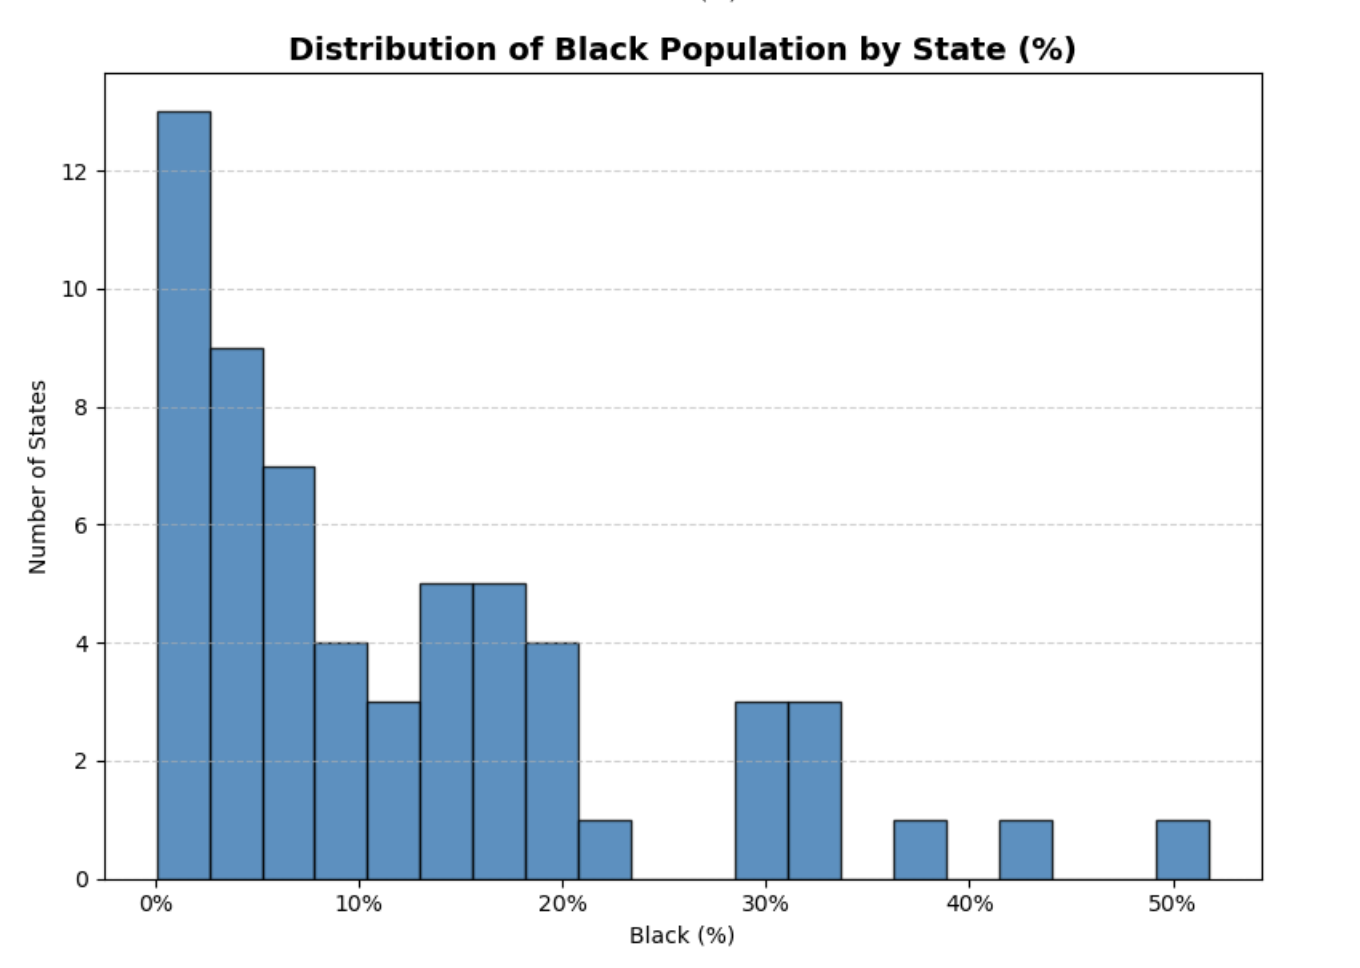 Distribution of Black Population by State (%)
12
10
8
6
4
2
0
Number of States
0% 10% 20% 30% 40% 50%
Black (%)